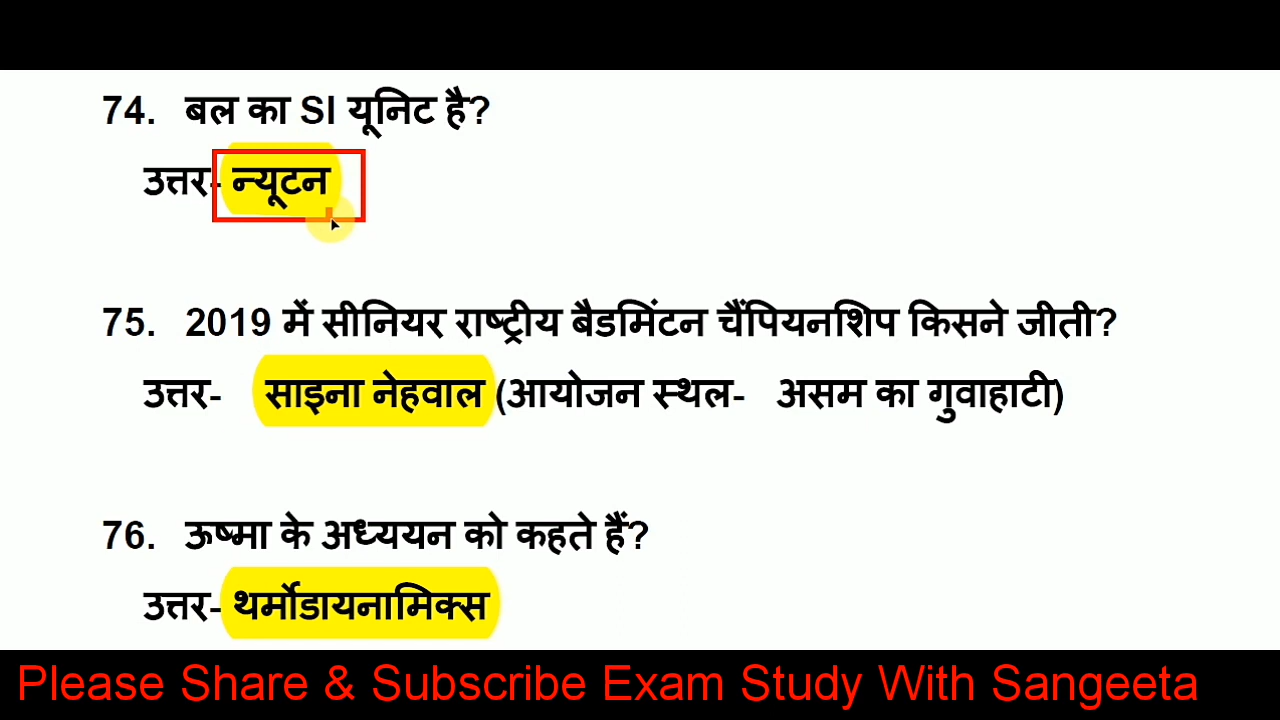 74. बल का SI यूनिट है?
उत्तर- न्यूटन
75. 2019 में सीनियर राष्ट्रीय बैडमिंटन चैंपियनशिप किसने जीती?
उत्तर- साइना नेहवाल (आयोजन स्थल- असम का गुवाहाटी)
76. ऊष्मा के अध्ययन को कहते हैं?
उत्तर- थर्मोडायनामिक्स
Please Share & Subscribe Exam Study With Sangeeta